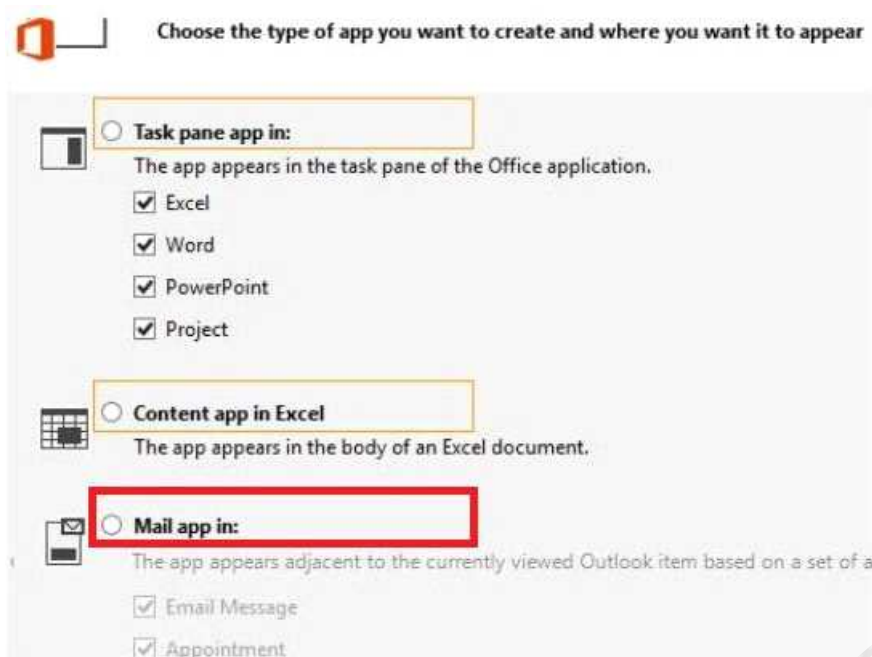 Choose the type of app you want to create and where you want it to appear
Task pane app in:
The app appears in the task pane of the Office application.
Excel
Word
PowerPoint
Project
Content app in Excel
The app appears in the body of an Excel document.
Mail app in:
The app appears adjacent to the currently viewed Outlook item based on a set of a
Email Message
Appointment